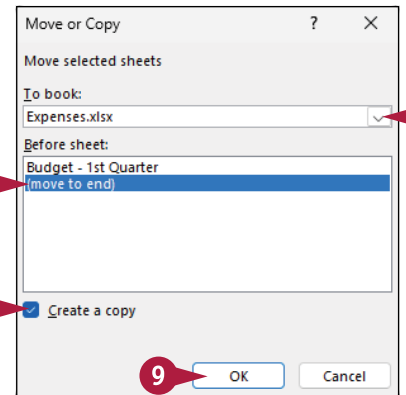 Move or Copy ?
Move selected sheets
To book:
Expenses.xlsx
Before sheet:
Budget - 1st Quarter
(move to end)
Create a copy
9 OK Cancel